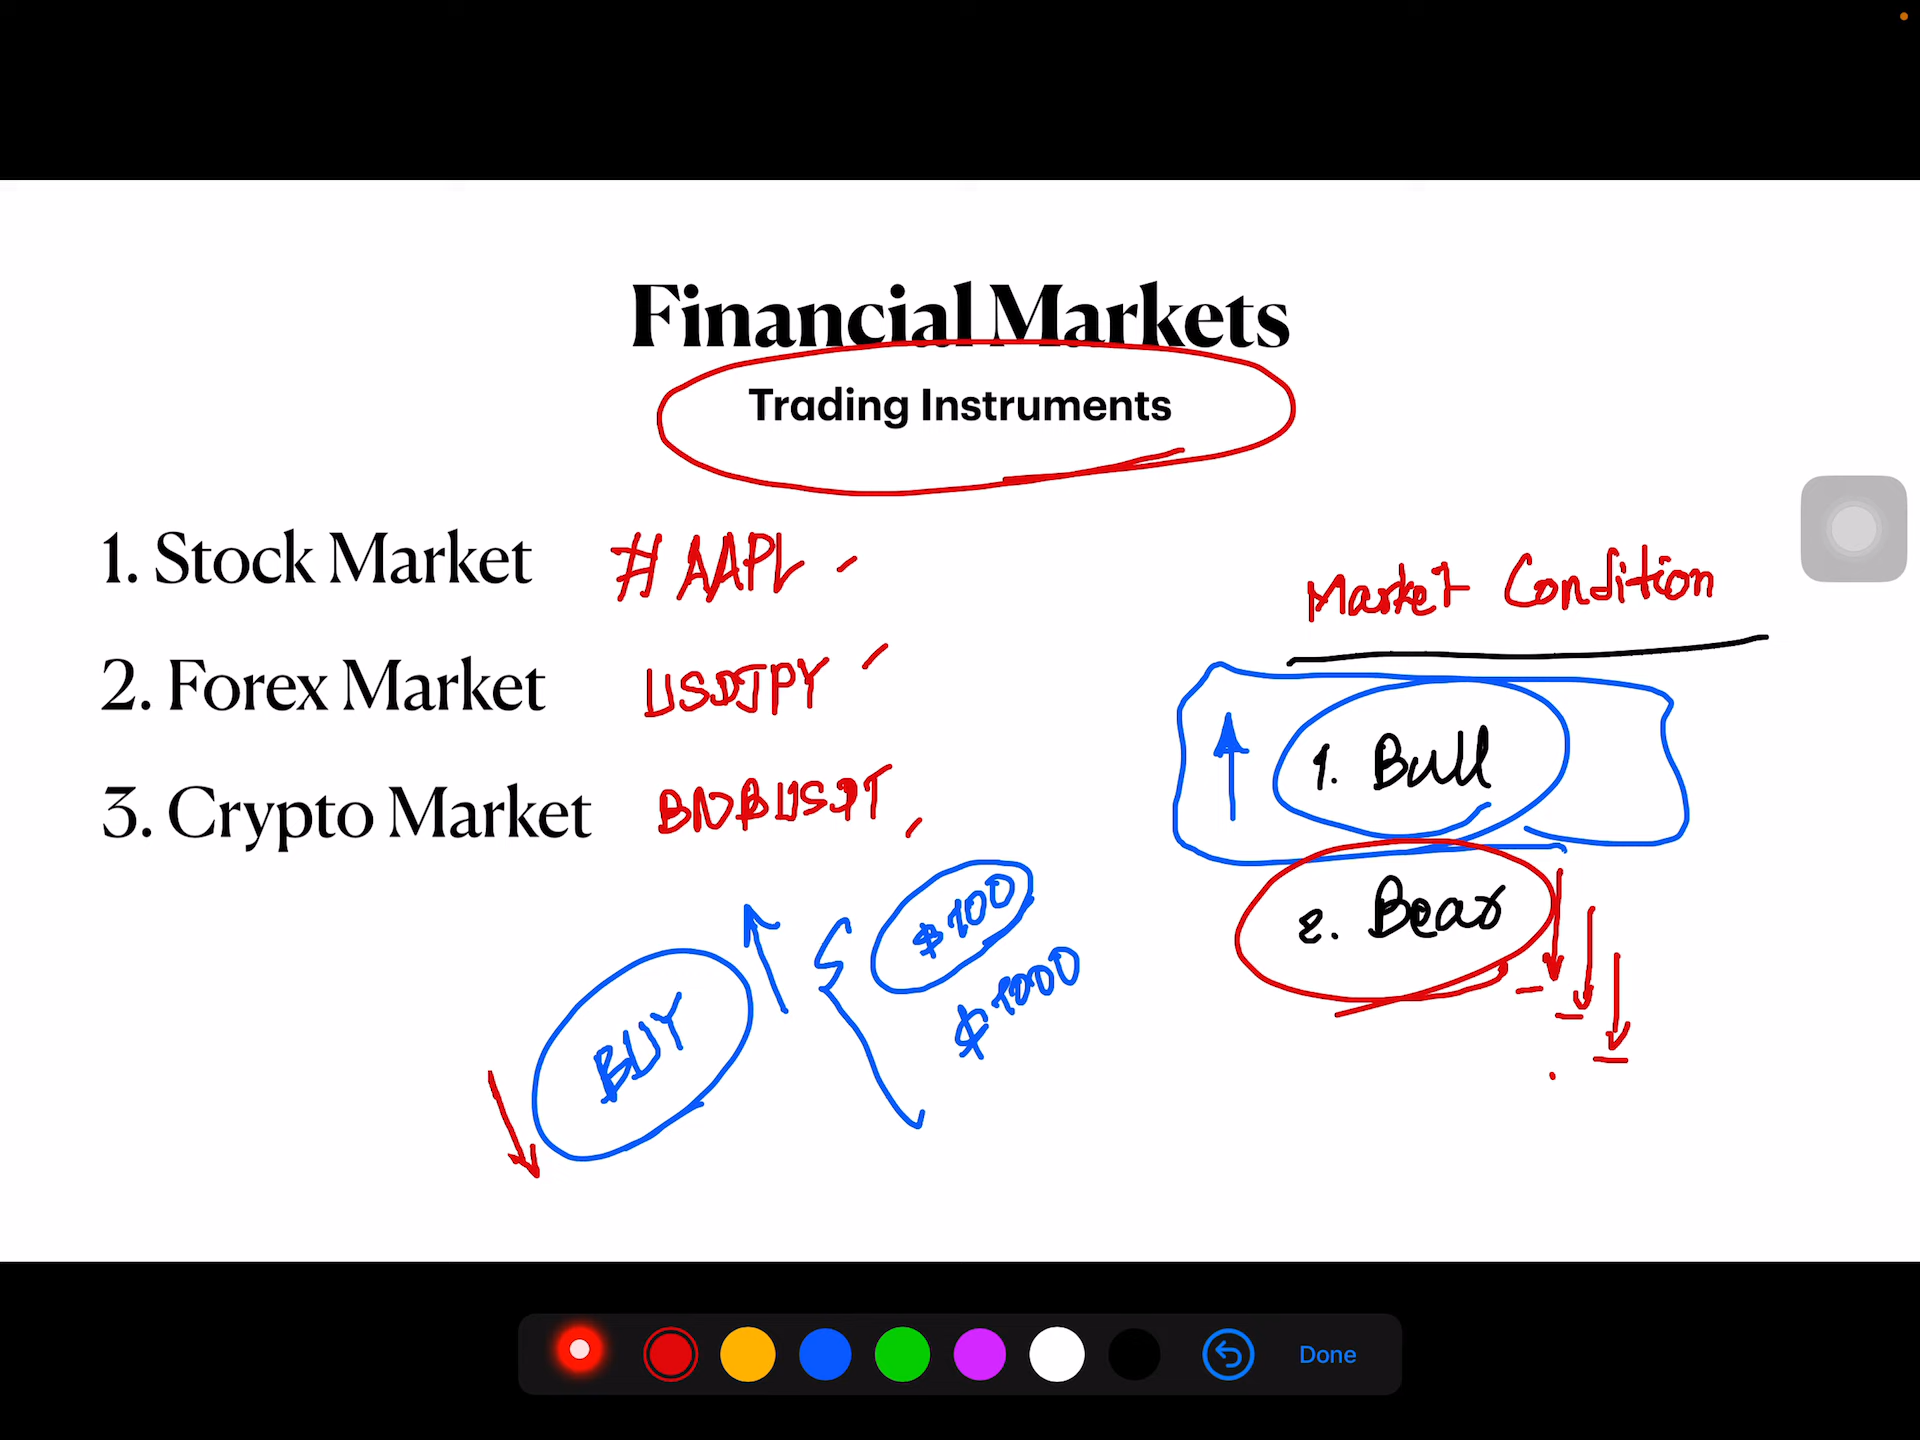 Financial Markets
Trading Instruments
1. Stock Market #AAPL
2. Forex Market USDJPY
3. Crypto Market BNBUSDT
Market Condition
1. Bull
2. Bear
BUY
$100
$1000
Done